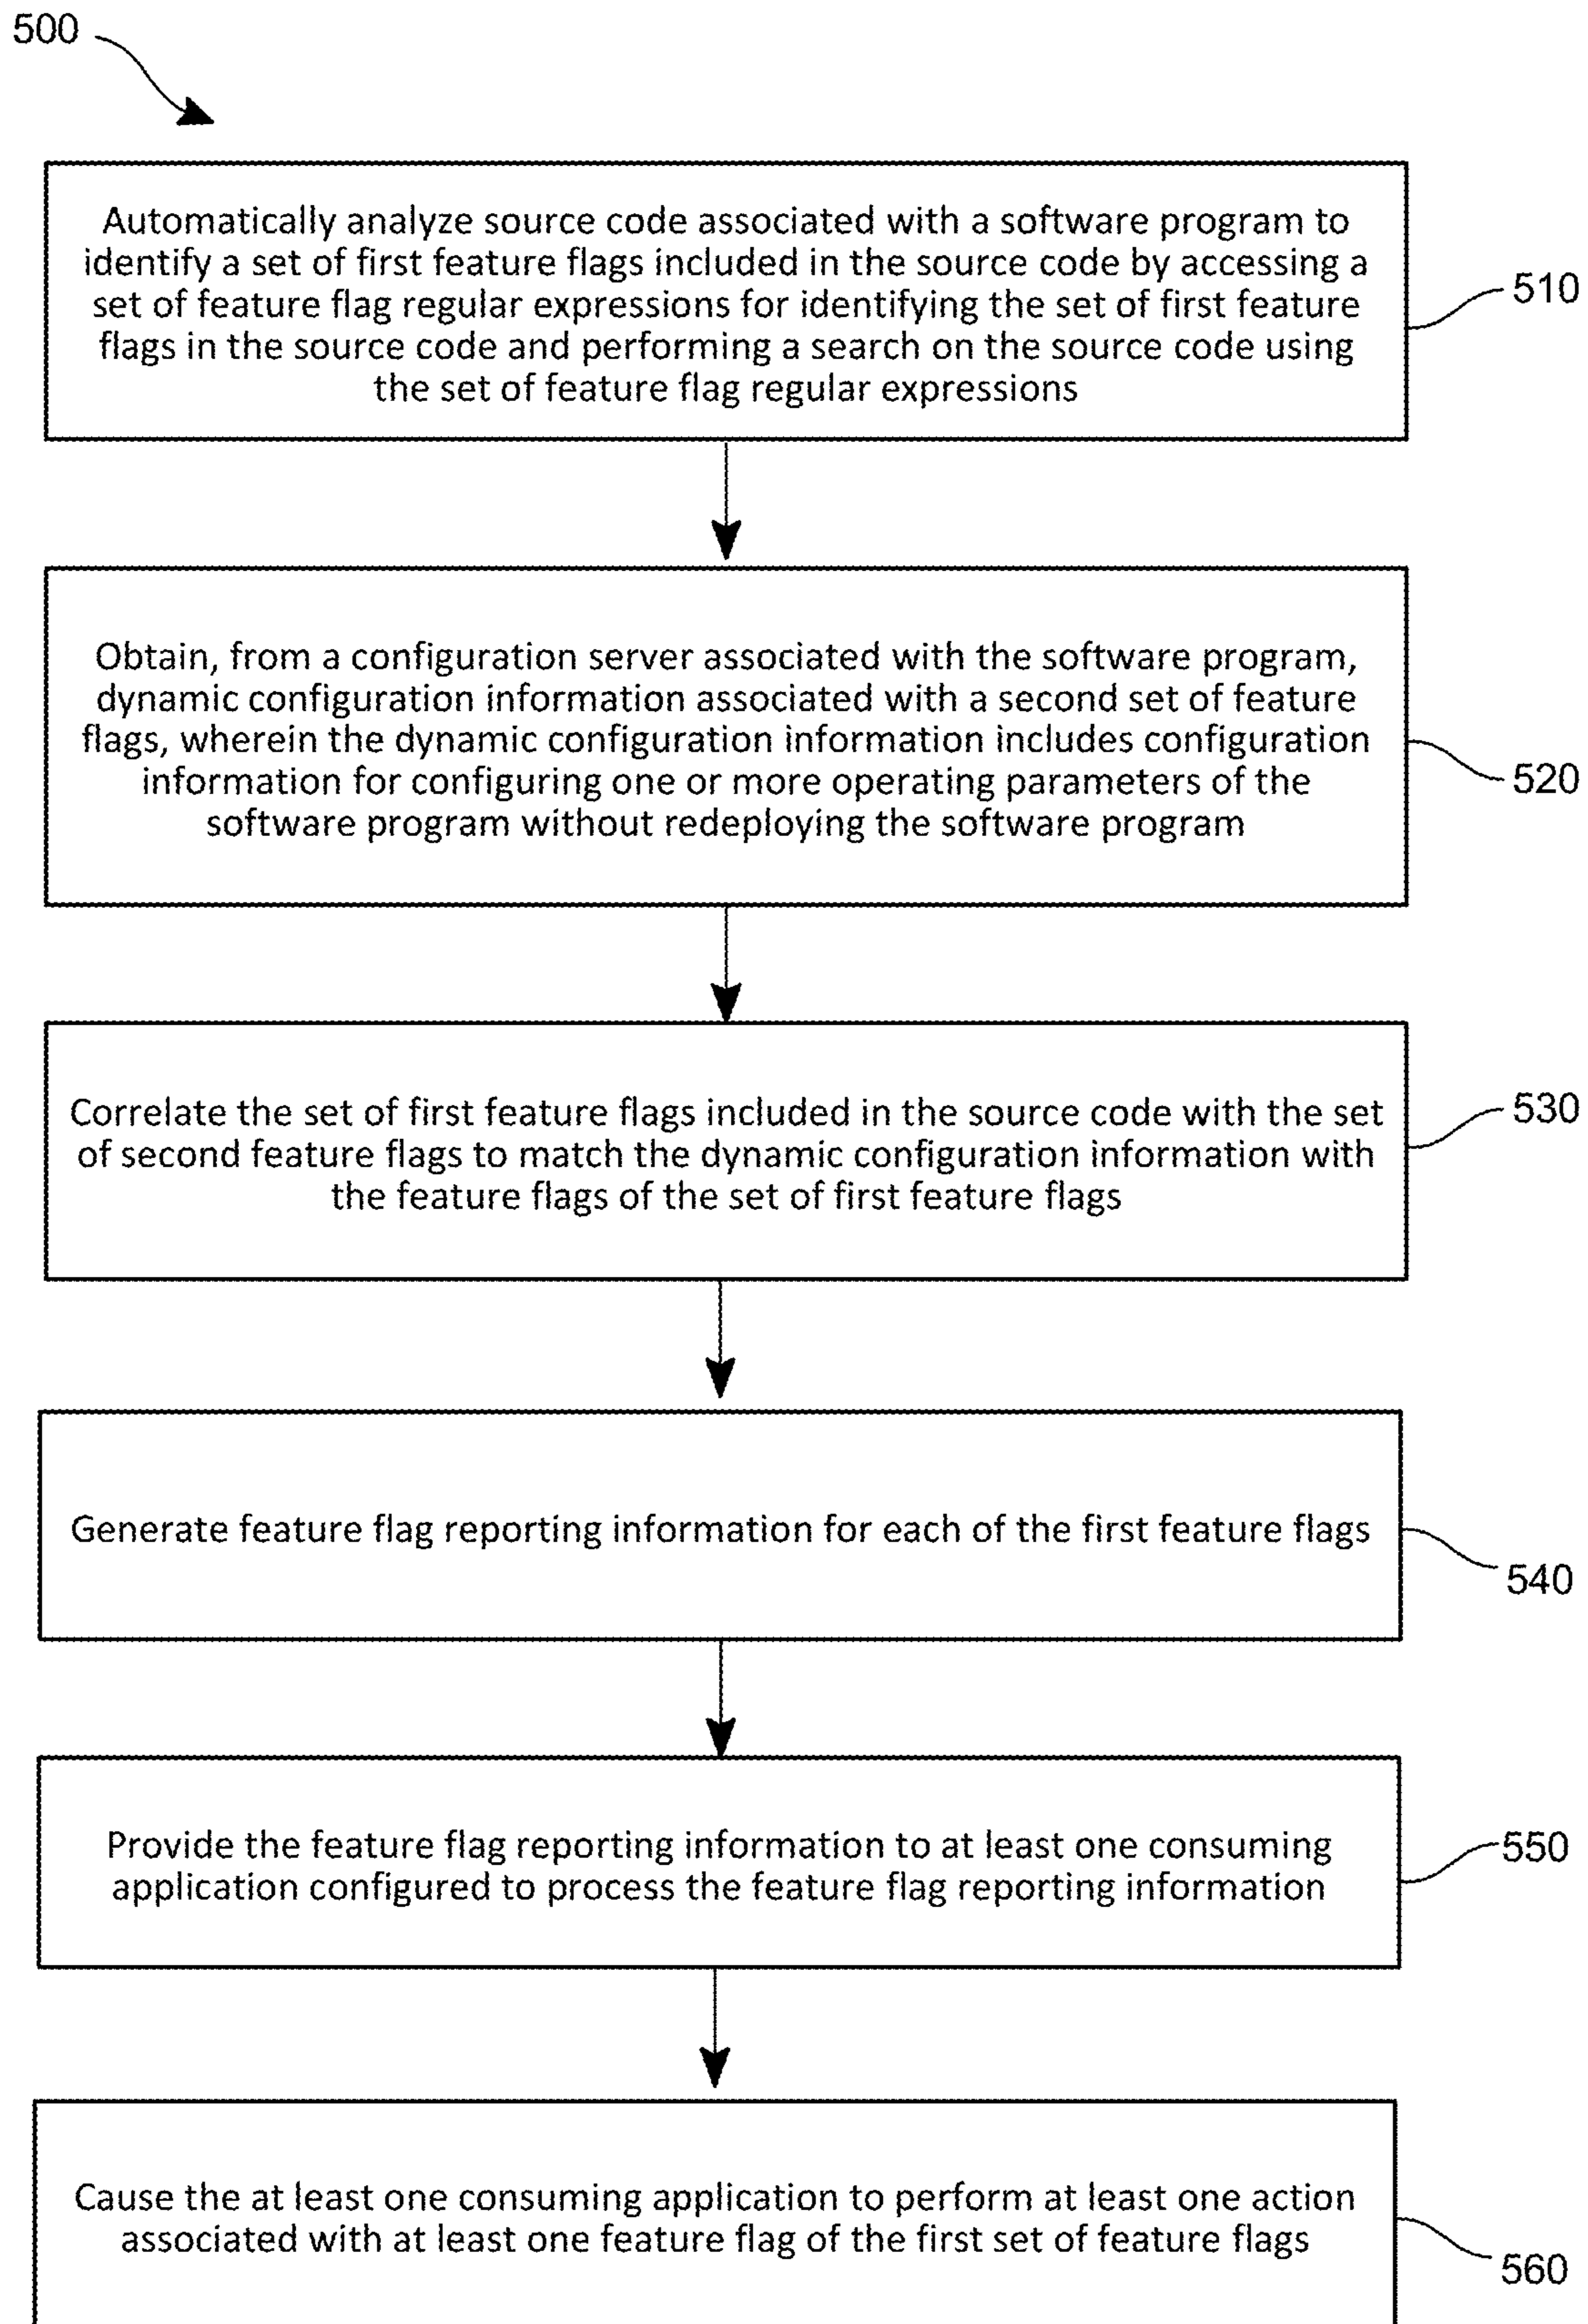 500
Automatically analyze source code associated with a software program to
identify a set of first feature flags included in the source code by accessing a
set of feature flag regular expressions for identifying the set of first feature
flags in the source code and performing a search on the source code using
the set of feature flag regular expressions
510
Obtain, from a configuration server associated with the software program,
dynamic configuration information associated with a second set of feature
flags, wherein the dynamic configuration information includes configuration
information for configuring one or more operating parameters of the
software program without redeploying the software program
520
Correlate the set of first feature flags included in the source code with the set
of second feature flags to match the dynamic configuration information with
the feature flags of the set of first feature flags
530
Generate feature flag reporting information for each of the first feature flags
540
Provide the feature flag reporting information to at least one consuming
application configured to process the feature flag reporting information
550
Cause the at least one consuming application to perform at least one action
associated with at least one feature flag of the first set of feature flags
560